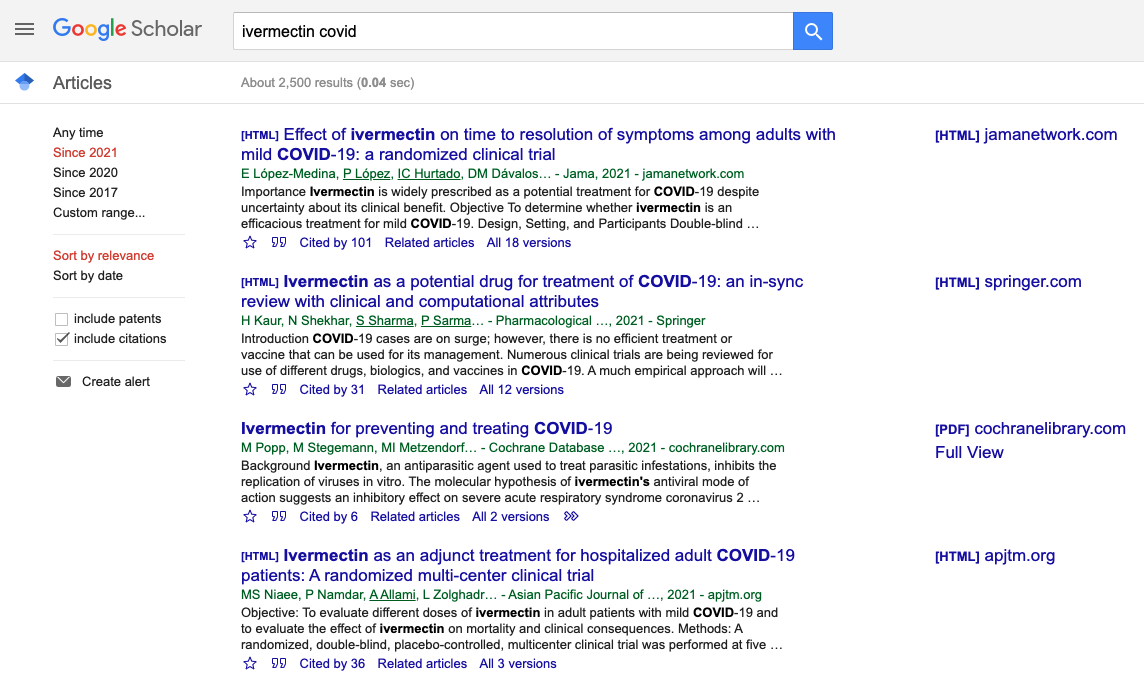 Google Scholar
ivermectin covid
Articles
About 2,500 results (0.04 sec)
Any time
Since 2021
Since 2020
Since 2017
Custom range...
Sort by relevance
Sort by date
include patents
include citations
Create alert
[HTML] Effect of ivermectin on time to resolution of symptoms among adults with
mild COVID-19: a randomized clinical trial
E López-Medina, P López, IC Hurtado, DM Dávalos… - Jama, 2021 - jamanetwork.com
Importance Ivermectin is widely prescribed as a potential treatment for COVID-19 despite
uncertainty about its clinical benefit. Objective To determine whether ivermectin is an
efficacious treatment for mild COVID-19. Design, Setting, and Participants Double-blind …
Cited by 101 Related articles All 18 versions
[HTML] jamanetwork.com
[HTML] Ivermectin as a potential drug for treatment of COVID-19: an in-sync
review with clinical and computational attributes
H Kaur, N Shekhar, S Sharma, P Sarma… - Pharmacological …, 2021 - Springer
Introduction COVID-19 cases are on surge; however, there is no efficient treatment or
vaccine that can be used for its management. Numerous clinical trials are being reviewed for
use of different drugs, biologics, and vaccines in COVID-19. A much empirical approach will …
Cited by 31 Related articles All 12 versions
[HTML] springer.com
Ivermectin for preventing and treating COVID-19
M Popp, M Stegemann, MI Metzendorf… - Cochrane Database …, 2021 - cochranelibrary.com
Background Ivermectin, an antiparasitic agent used to treat parasitic infestations, inhibits the
replication of viruses in vitro. The molecular hypothesis of ivermectin's antiviral mode of
action suggests an inhibitory effect on severe acute respiratory syndrome coronavirus 2 …
Cited by 6 Related articles All 2 versions
[PDF] cochranelibrary.com
Full View
[HTML] Ivermectin as an adjunct treatment for hospitalized adult COVID-19
patients: A randomized multi-center clinical trial
MS Niaee, P Namdar, A Allami, L Zolghadr… - Asian Pacific Journal of …, 2021 - apjtm.org
Objective: To evaluate different doses of ivermectin in adult patients with mild COVID-19 and
to evaluate the effect of ivermectin on mortality and clinical consequences. Methods: A
randomized, double-blind, placebo-controlled, multicenter clinical trial was performed at five …
Cited by 36 Related articles All 3 versions
[HTML] apjtm.org